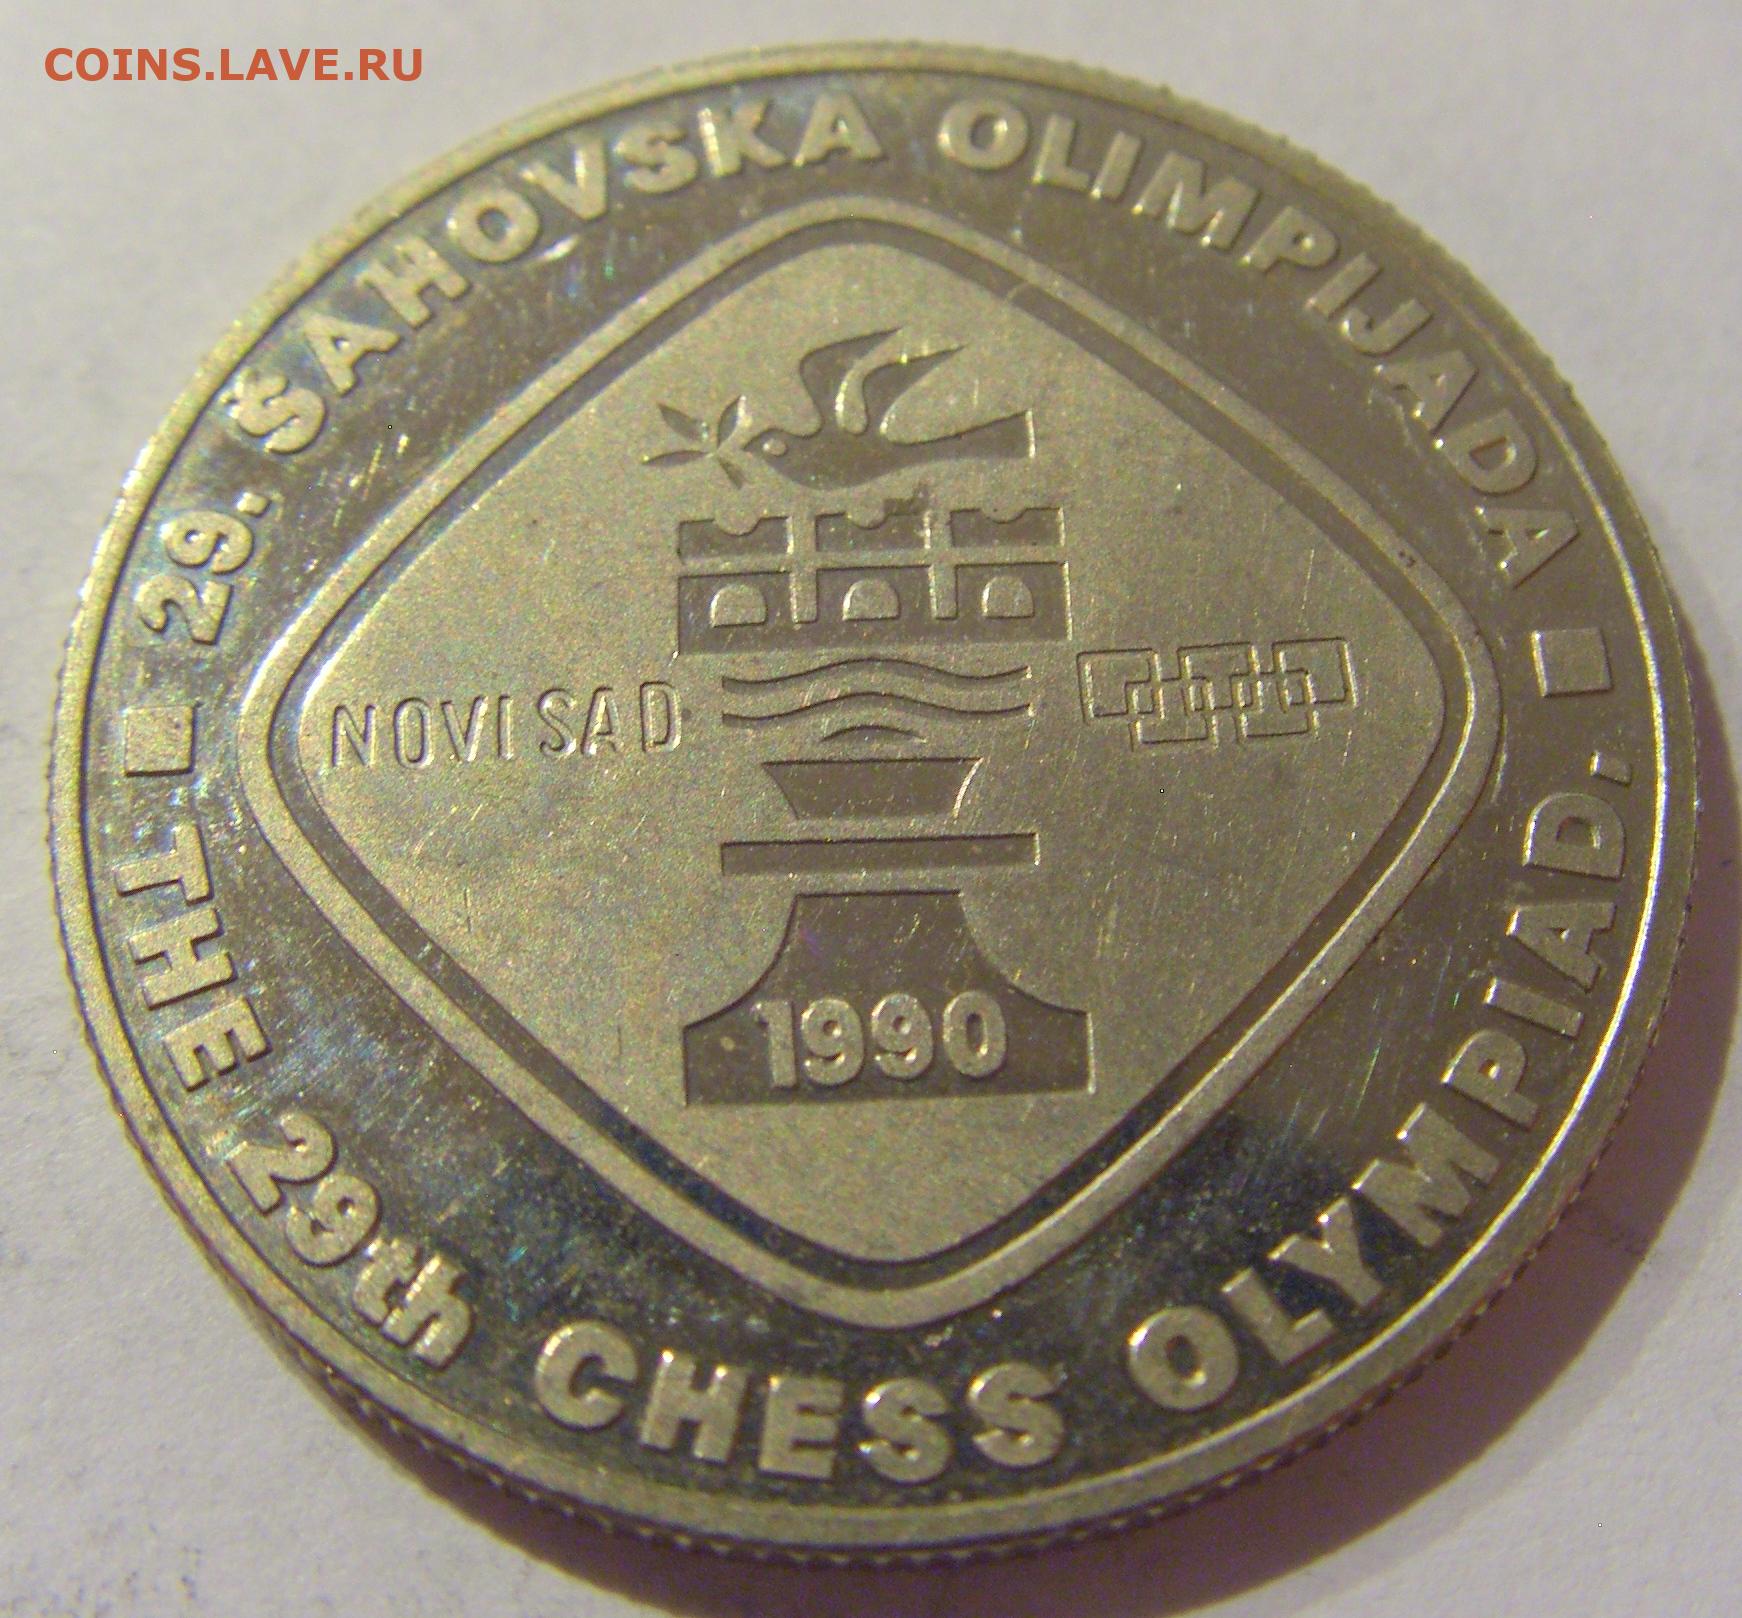 COINS.LAVE.RU
29. ŠAHOVSKA OLIMPIJADA
NOVI SAD
1990
THE 29th CHESS OLYMPIAD,